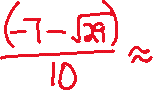 (-7 - √29) / 10 ≈